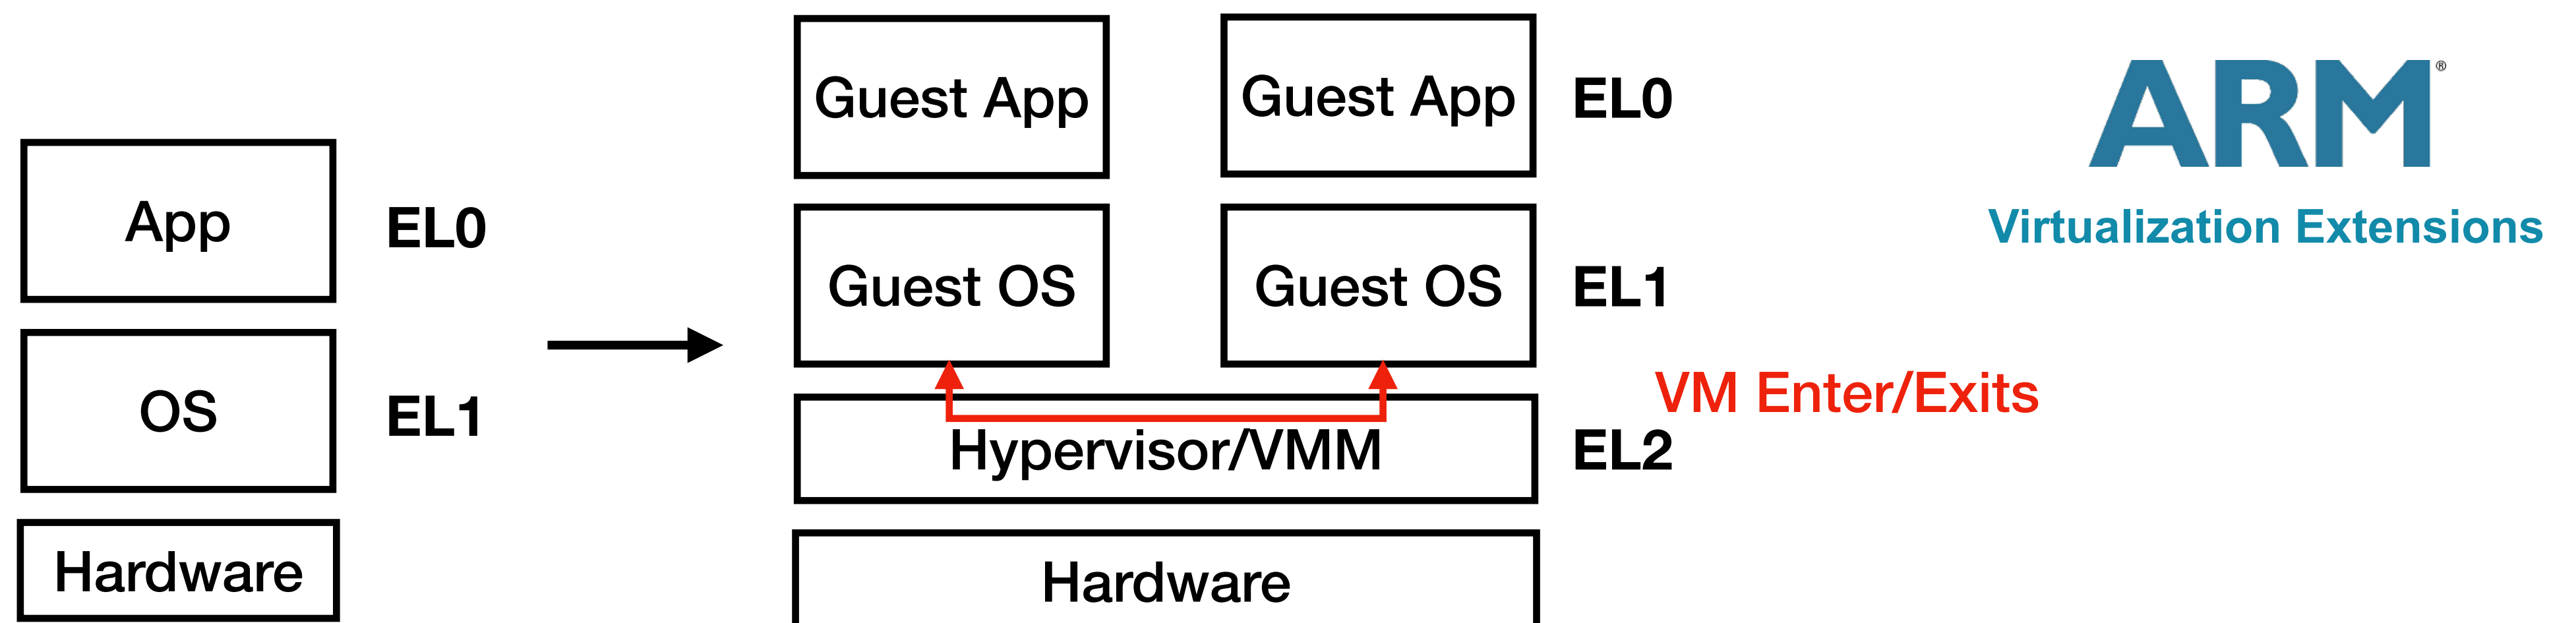 App
EL0
OS
EL1
Hardware
Guest App
Guest App
EL0
Guest OS
Guest OS
EL1
VM Enter/Exits
Hypervisor/VMM
EL2
Hardware
ARM®
Virtualization Extensions